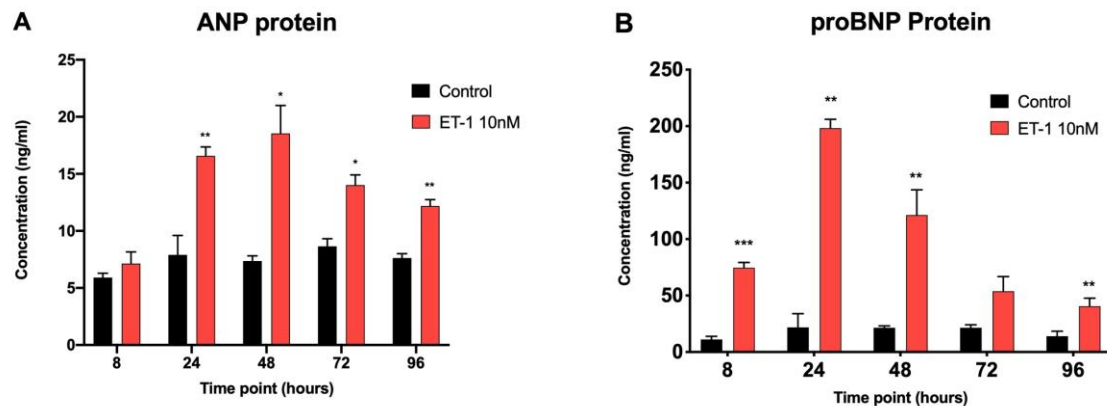 A
ANP protein
Concentration (ng/ml)
25
20
15
10
5
0
**
*
*
**
Control
ET-1 10nM
8 24 48 72 96
Time point (hours)
B
proBNP Protein
Concentration (ng/ml)
250
200
150
100
50
0
***
**
**
**
Control
ET-1 10nM
8 24 48 72 96
Time point (hours)